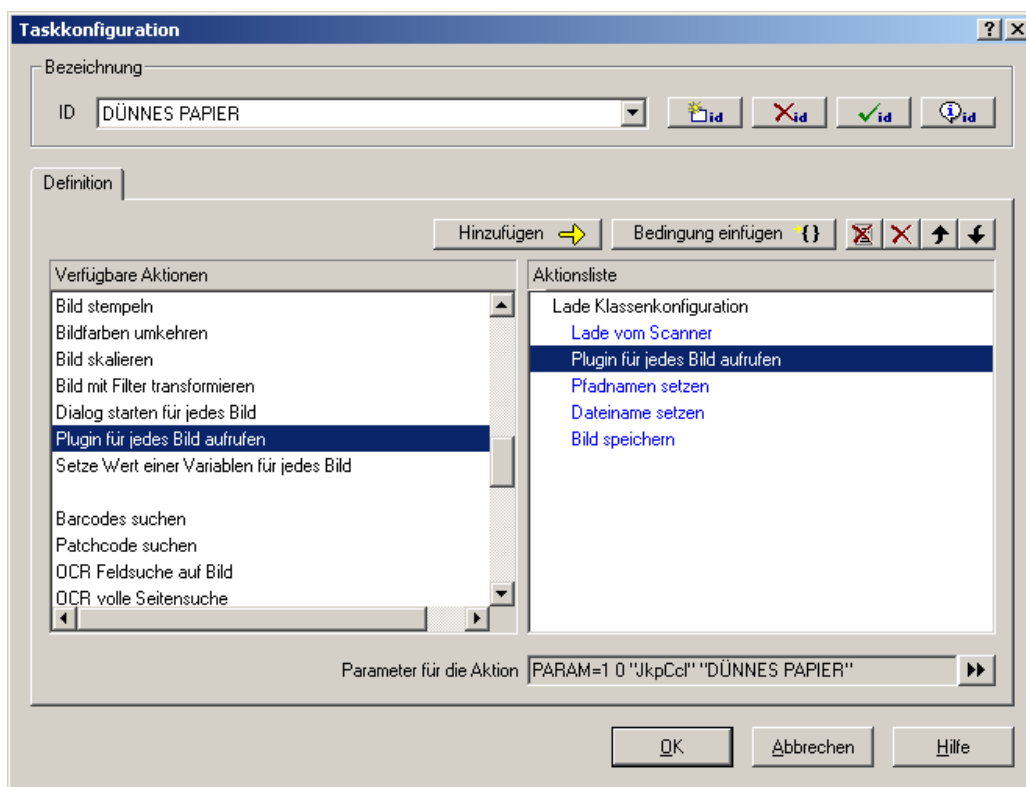 Taskkonfiguration
Bezeichnung
ID DÜNNES PAPIER id id id id
Definition
Hinzufügen Bedingung einfügen {}
Verfügbare Aktionen
Bild stempeln
Bildfarben umkehren
Bild skalieren
Bild mit Filter transformieren
Dialog starten für jedes Bild
Plugin für jedes Bild aufrufen
Setze Wert einer Variablen für jedes Bild
Barcodes suchen
Patchcode suchen
OCR Feldsuche auf Bild
OCR volle Seitensuche
Aktionsliste
Lade Klassenkonfiguration
Lade vom Scanner
Plugin für jedes Bild aufrufen
Pfadnamen setzen
Dateiname setzen
Bild speichern
Parameter für die Aktion PARAM=1 0 "JkpCcl" "DÜNNES PAPIER"
OK Abbrechen Hilfe